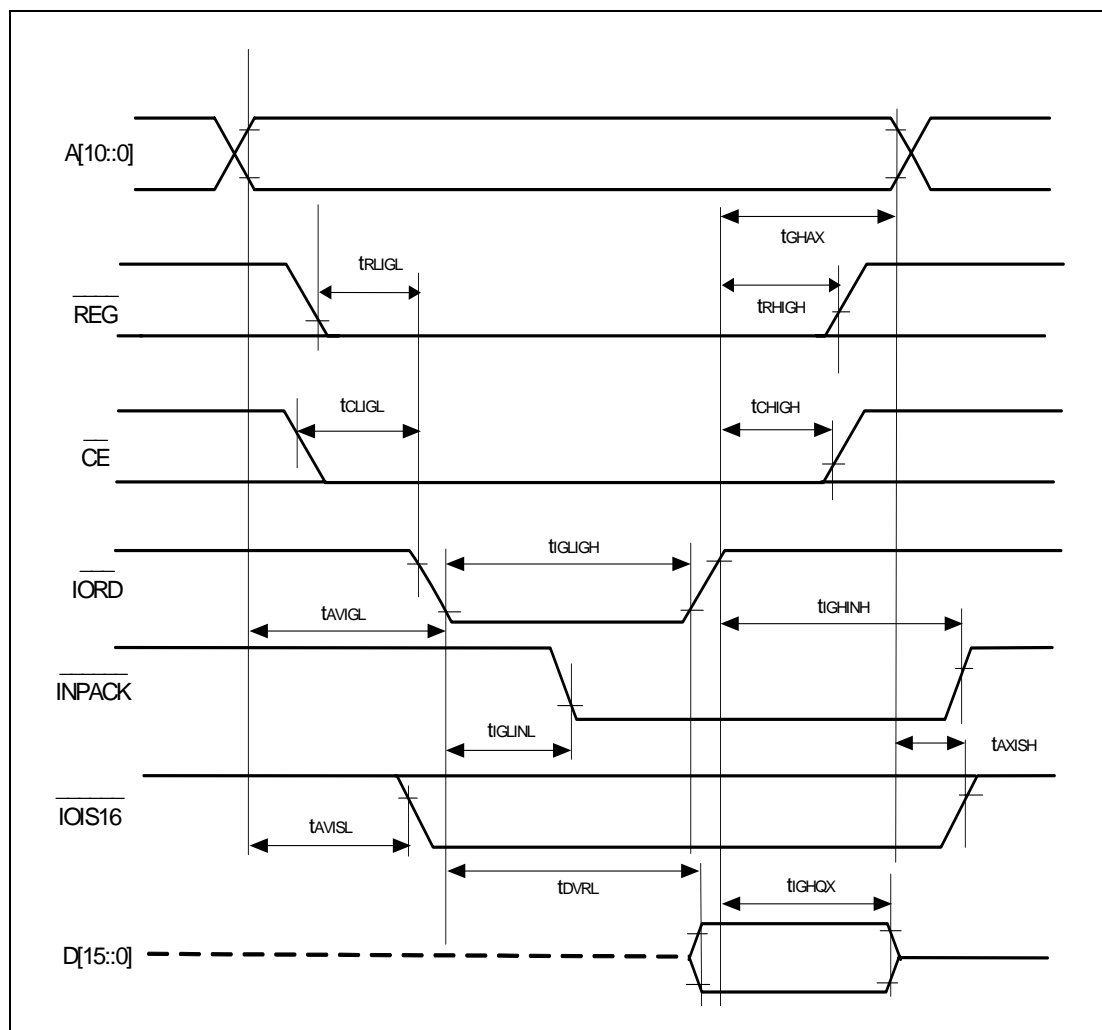 A[10::0]
tGHAX
tRLIGL
REG
tRHIGH
tCLIGL
tCHIGH
CE
tIGLIGH
IORD
tIGHINH
tAVIGL
INPACK
tIGLINL
tAXISH
IOIS16
tAVISL
tDVRL
tIGHQX
D[15::0]